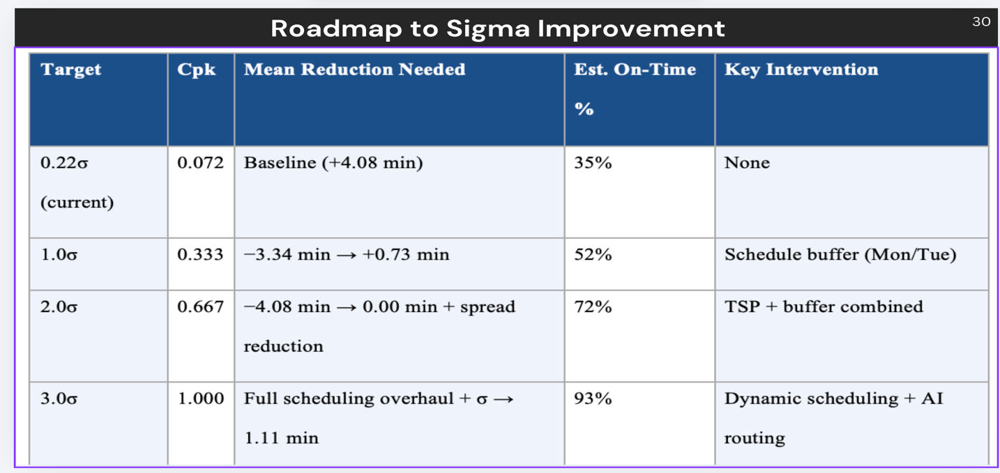 Roadmap to Sigma Improvement
30
Target Cpk Mean Reduction Needed Est. On-Time
%
Key Intervention
0.22σ 0.072 Baseline (+4.08 min) 35% None
(current)
1.0σ 0.333 −3.34 min → +0.73 min 52% Schedule buffer (Mon/Tue)
2.0σ 0.667 −4.08 min → 0.00 min + spread
reduction
72% TSP + buffer combined
3.0σ 1.000 Full scheduling overhaul + σ →
1.11 min
93% Dynamic scheduling + AI
routing